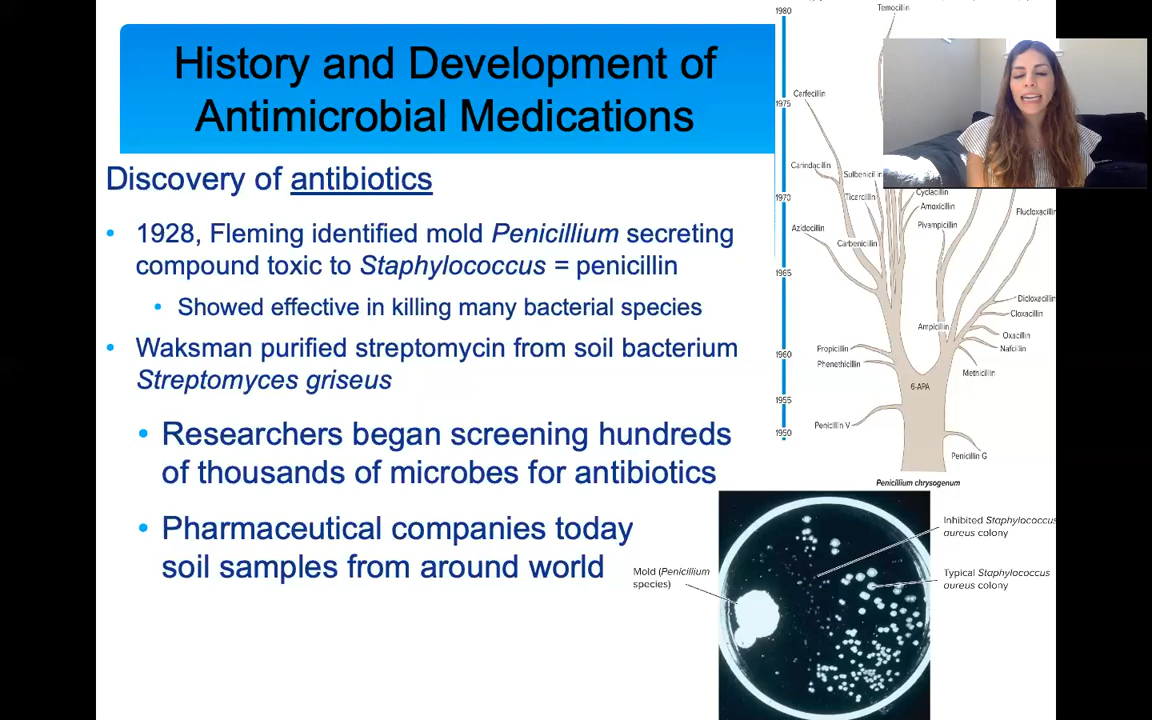 History and Development of
Antimicrobial Medications
Discovery of antibiotics
• 1928, Fleming identified mold Penicillium secreting
compound toxic to Staphylococcus = penicillin
• Showed effective in killing many bacterial species
• Waksman purified streptomycin from soil bacterium
Streptomyces griseus
• Researchers began screening hundreds
of thousands of microbes for antibiotics
• Pharmaceutical companies today
soil samples from around world
1980
Temocillin
1975
Carfecillin
Carindacillin
Sulbenicillin
1970
Ticarcillin
Cyclacillin
Amoxicillin
Flucloxacil
Azidocillin
Pivampicillin
Carbenicillin
1965
Dicloxacillin
Cloxacillin
Ampicillin
Oxacillin
Propicillin
Nafcillin
1960
Phenethicillin
Methicillin
6-APA
1955
Penicillin V
1950
Penicillin G
Penicillium chrysogenum
Inhibited Staphylococcus
aureus colony
Mold (Penicillium
species)
Typical Staphylococcus
aureus colony